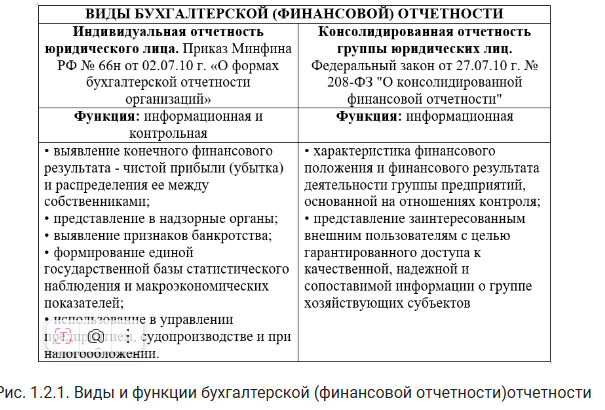 ВИДЫ БУХГАЛТЕРСКОЙ (ФИНАНСОВОЙ) ОТЧЕТНОСТИ
Индивидуальная отчетность
юридического лица. Приказ Минфина
РФ № 66н от 02.07.10 г. «О формах
бухгалтерской отчетности
организаций»
Консолидированная отчетность
группы юридических лиц.
Федеральный закон от 27.07.10 г. №
208-ФЗ "О консолидированной
финансовой отчетности"
Функция: информационная и
контрольная
Функция: информационная
• выявление конечного финансового
результата - чистой прибыли (убытка)
и распределения ее между
собственниками;
• представление в надзорные органы;
• выявление признаков банкротства;
• формирование единой
государственной базы статистического
наблюдения и макроэкономических
показателей;
• использование в управлении
предприятием, судопроизводстве и при
налогообложении.
• характеристика финансового
положения и финансового результата
деятельности группы предприятий,
основанной на отношениях контроля;
• представление заинтересованным
внешним пользователям с целью
гарантированного доступа к
качественной, надежной и
сопоставимой информации о группе
хозяйствующих субъектов
Рис. 1.2.1. Виды и функции бухгалтерской (финансовой отчетности)отчетности